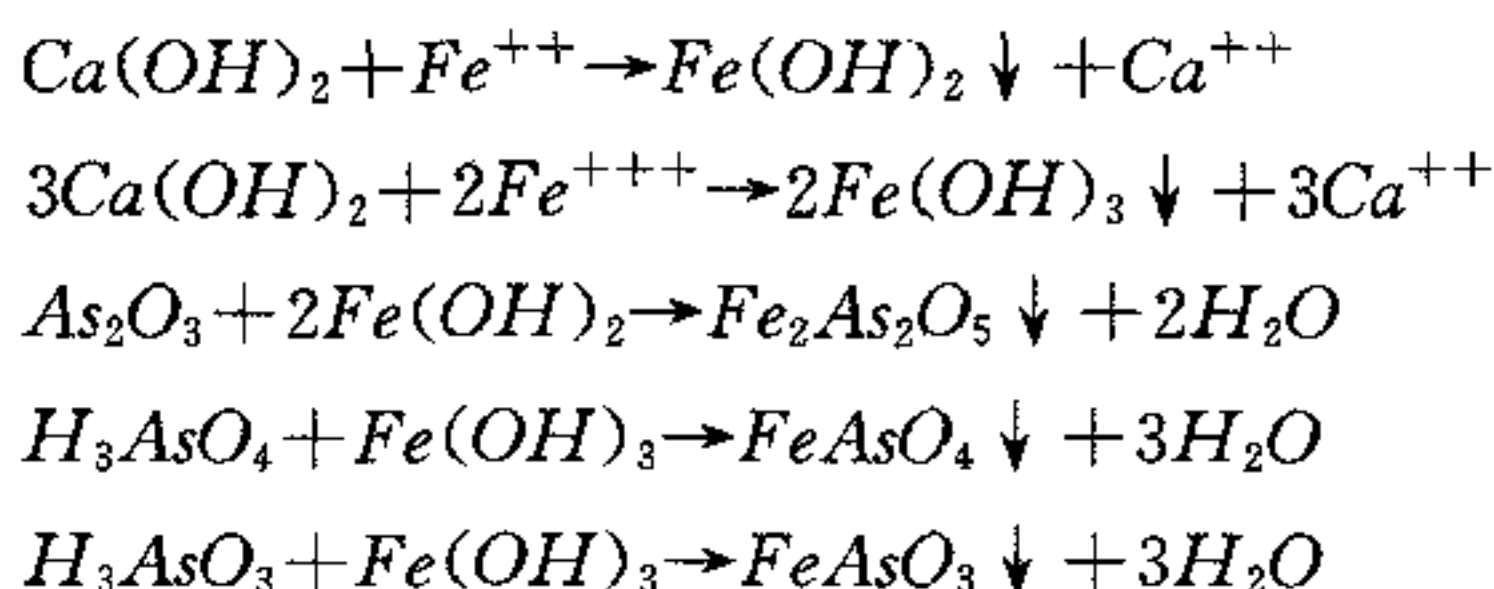 Ca(OH)₂+Fe⁺⁺→Fe(OH)₂↓+Ca⁺⁺
3Ca(OH)₂+2Fe⁺⁺⁺→2Fe(OH)₃↓+3Ca⁺⁺
As₂O₃+2Fe(OH)₂→Fe₂As₂O₅↓+2H₂O
H₃AsO₄+Fe(OH)₃→FeAsO₄↓+3H₂O
H₃AsO₃+Fe(OH)₃→FeAsO₃↓+3H₂O